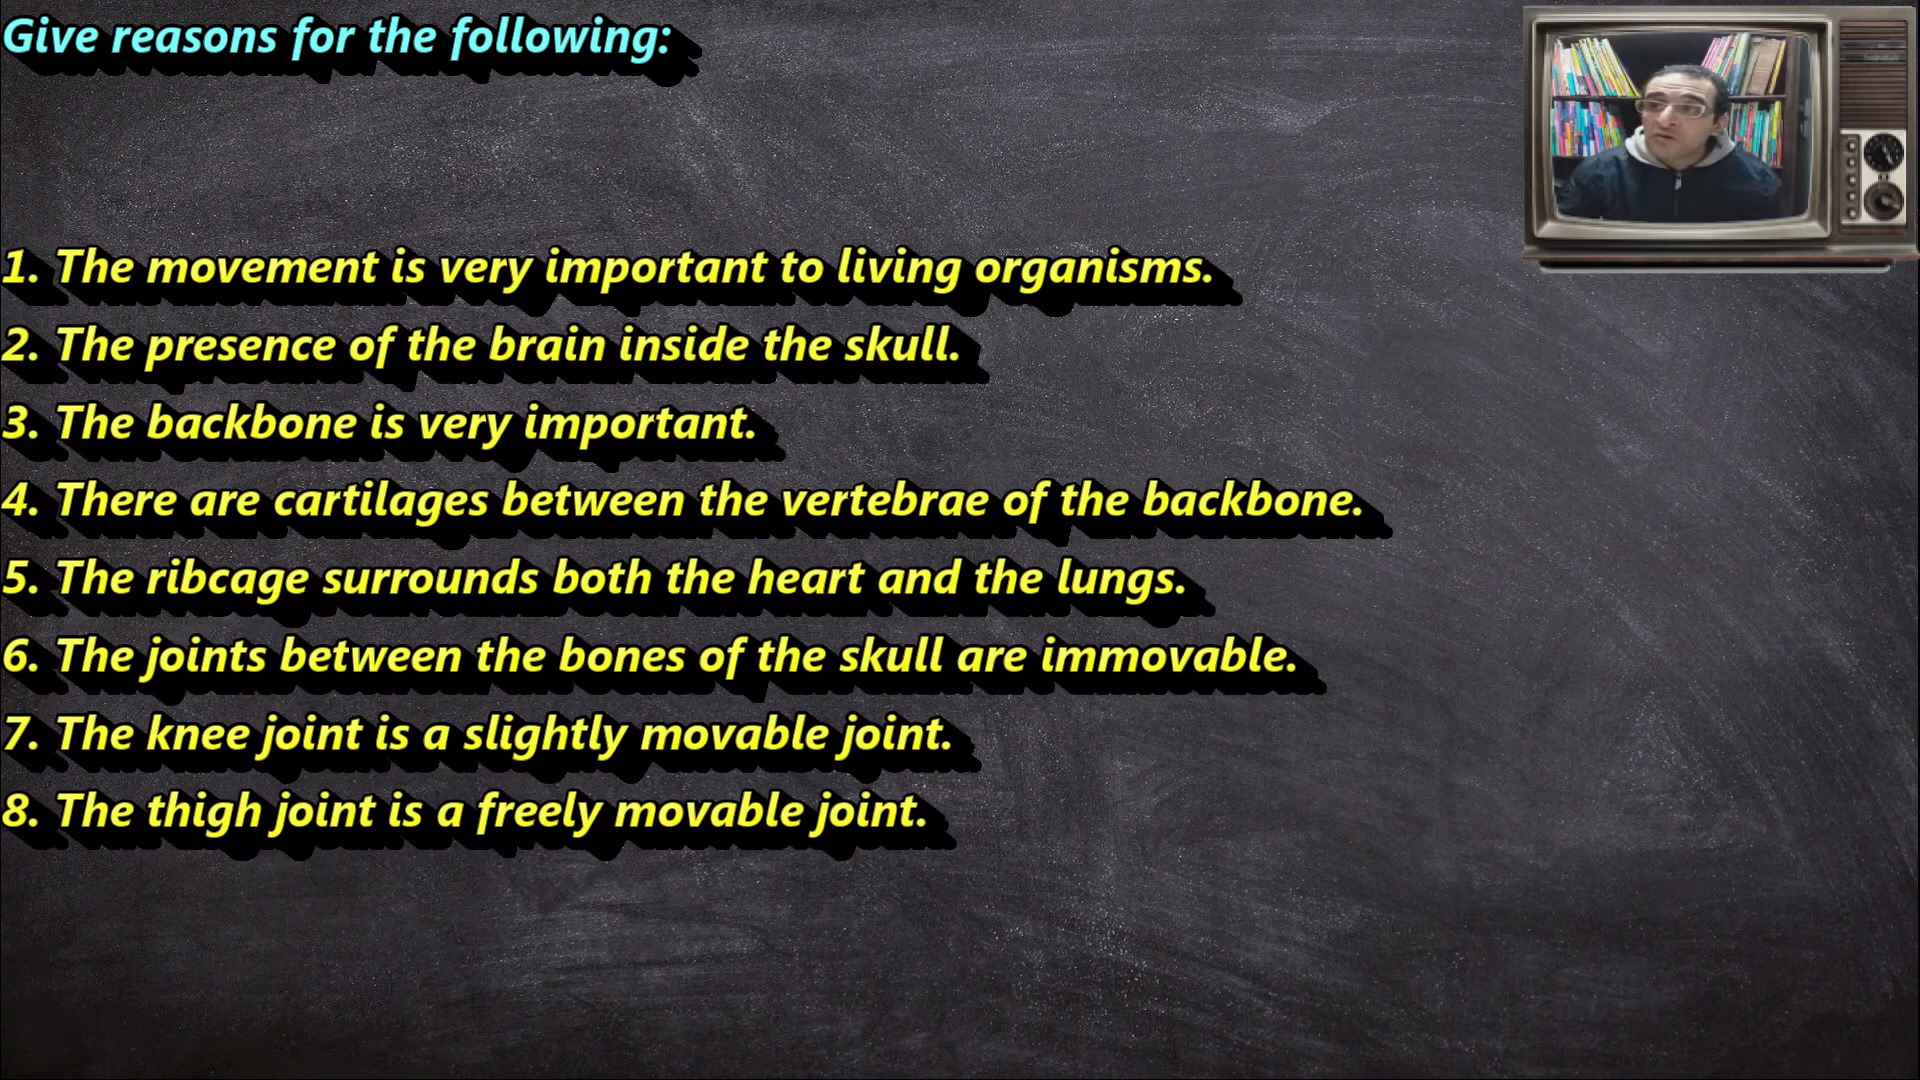 Give reasons for the following:
1. The movement is very important to living organisms.
2. The presence of the brain inside the skull.
3. The backbone is very important.
4. There are cartilages between the vertebrae of the backbone.
5. The ribcage surrounds both the heart and the lungs.
6. The joints between the bones of the skull are immovable.
7. The knee joint is a slightly movable joint.
8. The thigh joint is a freely movable joint.